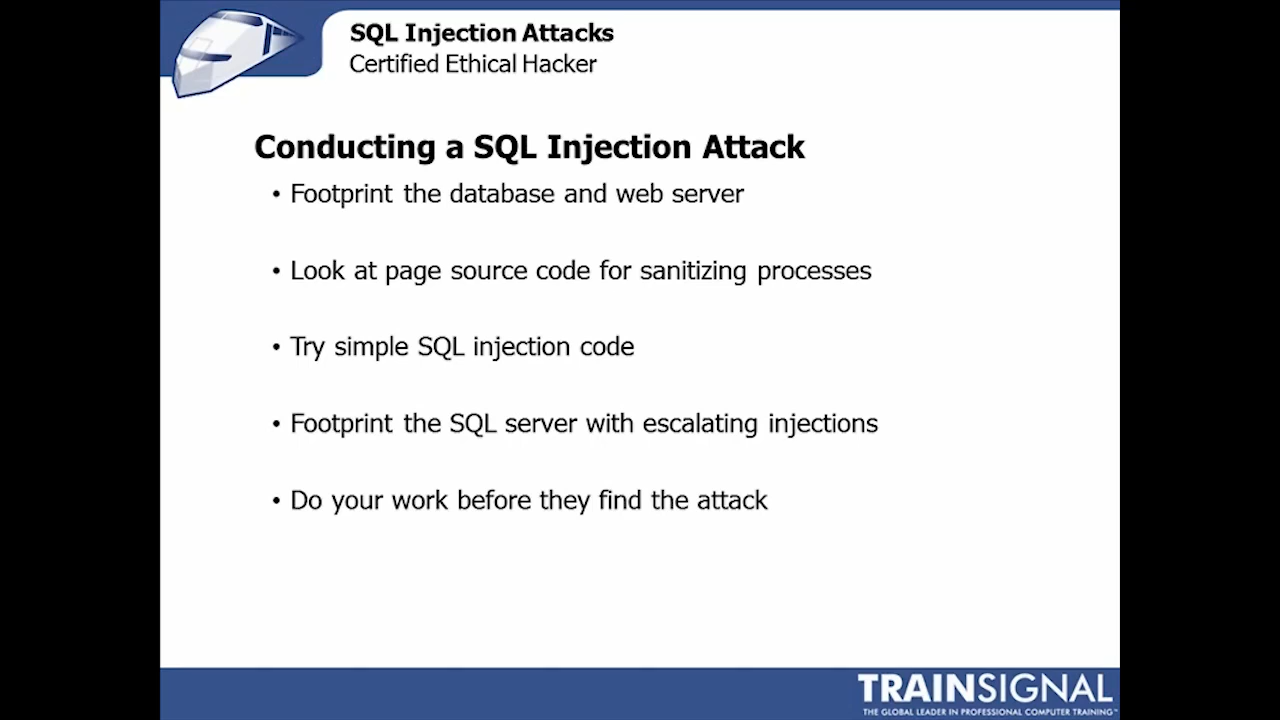 SQL Injection Attacks
Certified Ethical Hacker
Conducting a SQL Injection Attack
• Footprint the database and web server
• Look at page source code for sanitizing processes
• Try simple SQL injection code
• Footprint the SQL server with escalating injections
• Do your work before they find the attack
TRAINSIGNAL
THE GLOBAL LEADER IN PROFESSIONAL COMPUTER TRAINING™